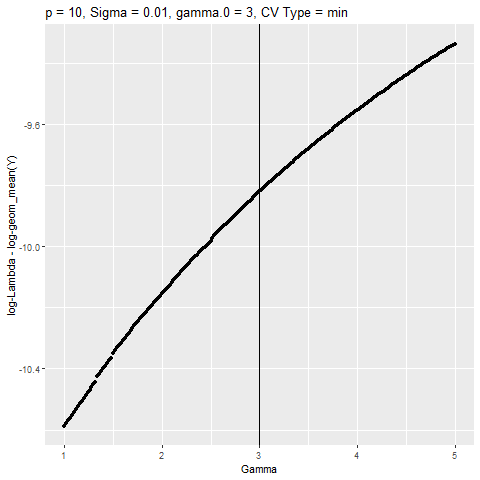 p = 10, Sigma = 0.01, gamma.0 = 3, CV Type = min
log-Lambda - log-geom_mean(Y)
-9.6
-10.0
-10.4
1 2 3 4 5
Gamma